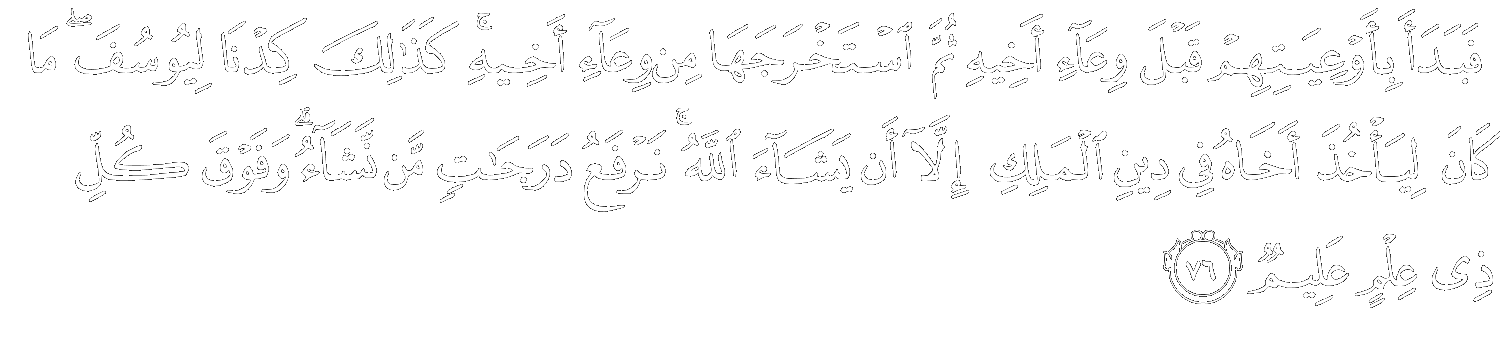 فَبَدَأَ بِأَوْعِيَتِهِمْ قَبْلَ وِعَآءِ أَخِيهِ ثُمَّ ٱسْتَخْرَجَهَا مِن وِعَآءِ أَخِيهِ ۚ كَذَٰلِكَ كِدْنَا لِيُوسُفَ ۖ مَا
كَانَ لِيَأْخُذَ أَخَاهُ فِى دِينِ ٱلْمَلِكِ إِلَّآ أَن يَشَآءَ ٱللَّهُ ۚ نَرْفَعُ دَرَجَٰتٍ مَّن نَّشَآءُ ۗ وَفَوْقَ كُلِّ
ذِى عِلْمٍ عَلِيمٌ ٧٦